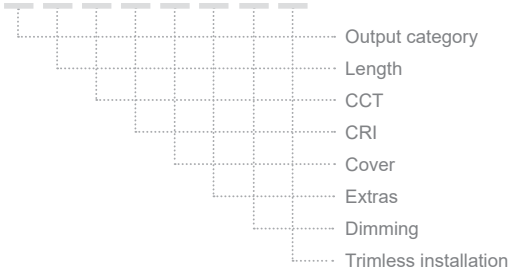 Output category
Length
CCT
CRI
Cover
Extras
Dimming
Trimless installation